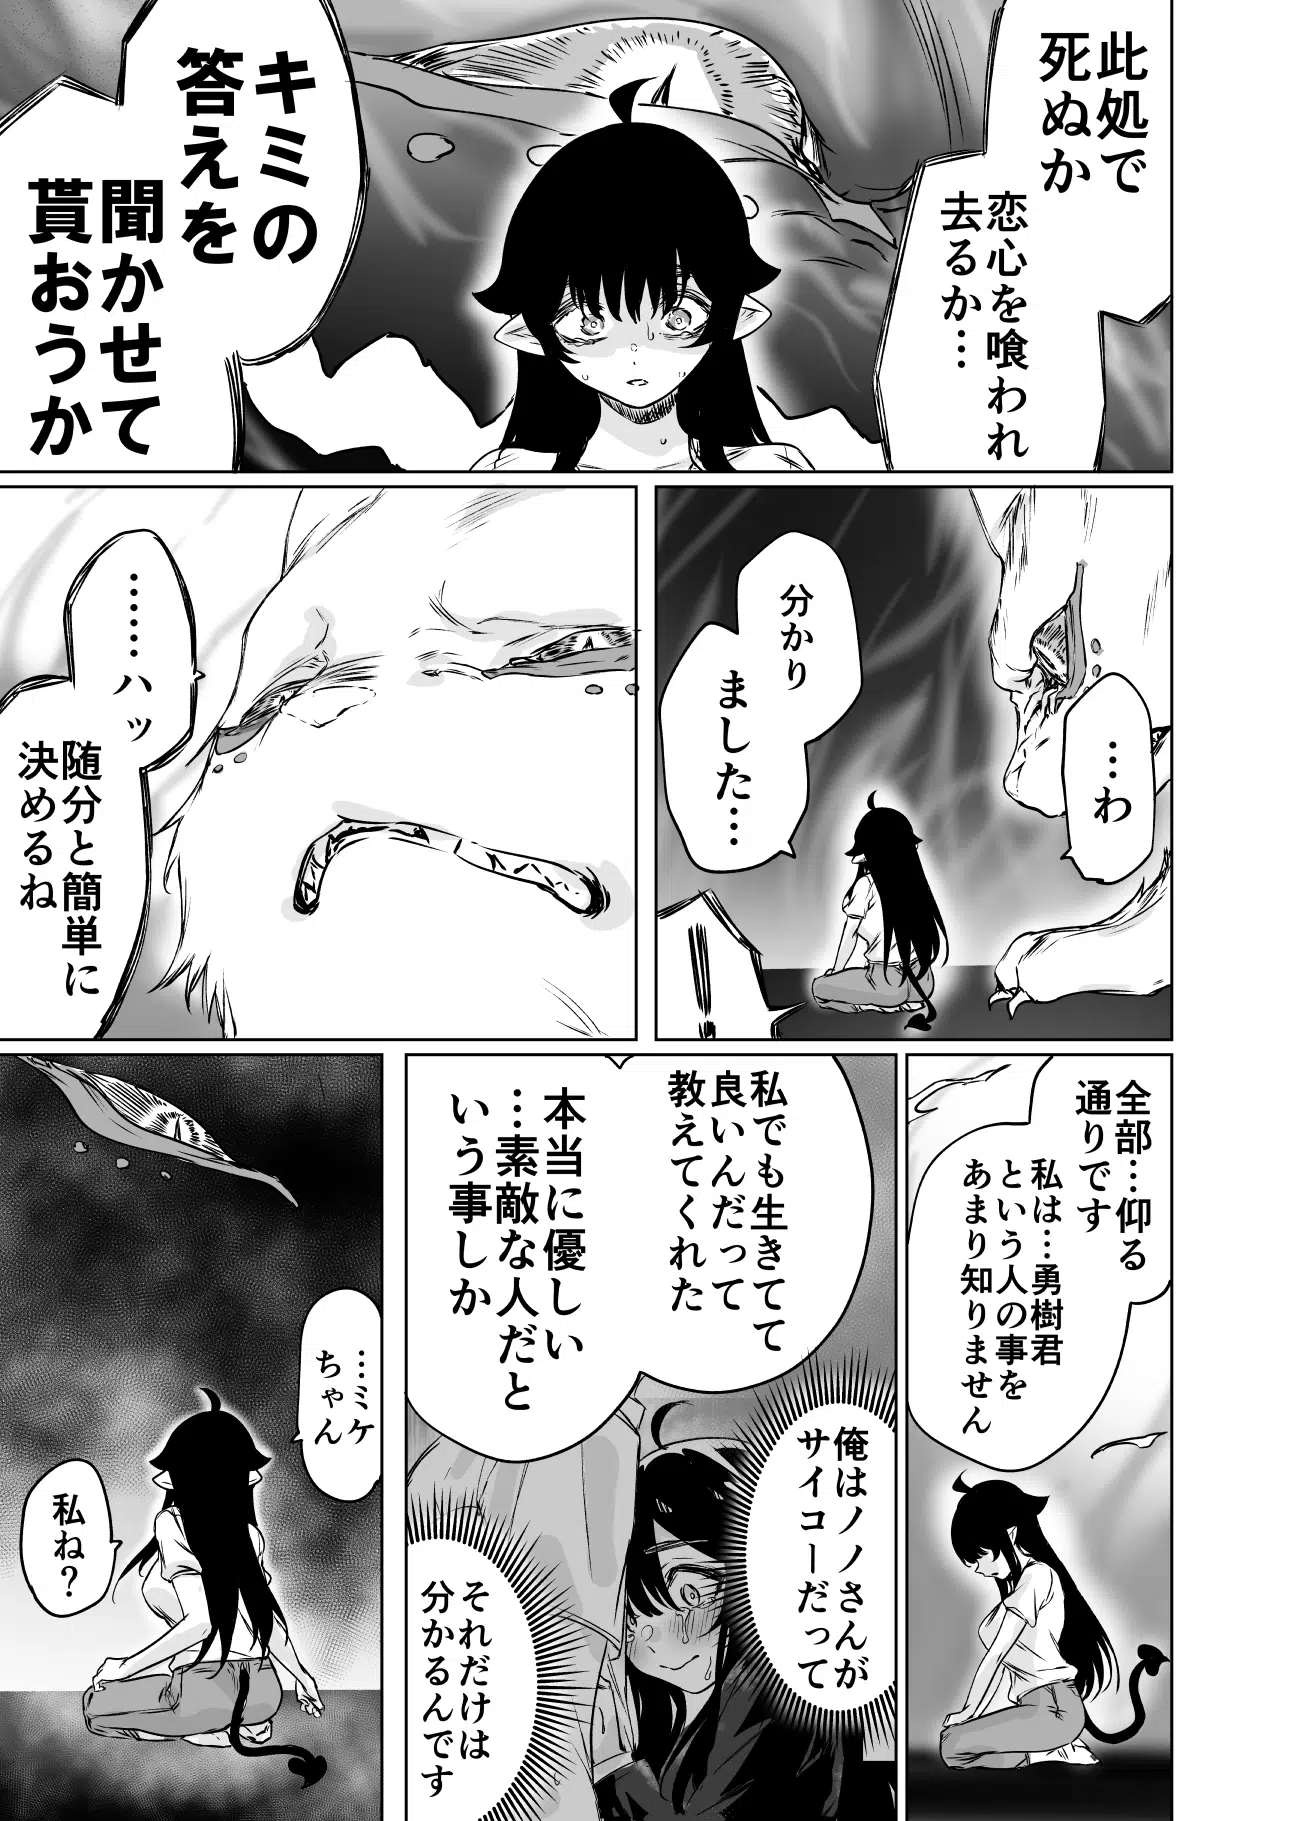 此処で
死ぬか
恋心を喰われ
去るか…
キミの
答えを
聞かせて
貰おうか
…わ
分かり
ました…
！
……ハッ
随分と簡単に
決めるね
全部…仰る
通りです
私は…勇樹君
という人の事を
あまり知りません
私でも生きてて
良いんだって
教えてくれた
本当に優しい
…素敵な人だと
いう事しか
俺はノノさんが
サイコーだって
それだけは
分かるんです
…ミケ
ちゃん
私ね？